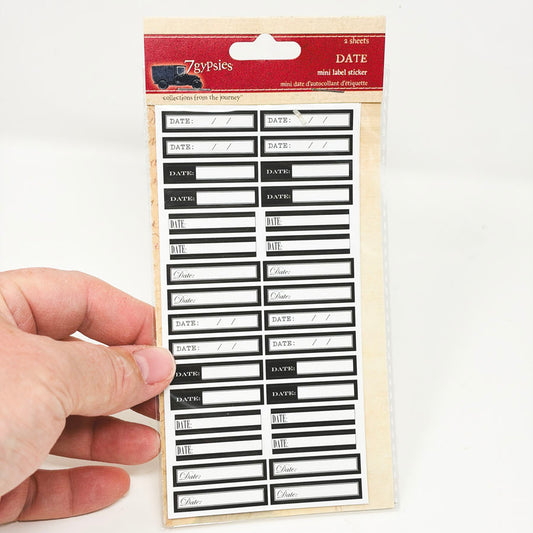 2 sheets
7gypsies
DATE
mini label sticker
mini date d'autocollant d'etiquette
collections from the journey™
DATE: / / DATE: / /
DATE: / / DATE: / /
DATE: DATE:
DATE: DATE:
DATE: DATE:
DATE: DATE:
Date: Date:
Date: Date:
DATE: / / DATE: / /
DATE: / / DATE: / /
DATE: DATE:
DATE: DATE:
DATE: DATE:
DATE: DATE:
Date: Date:
Date: Date: